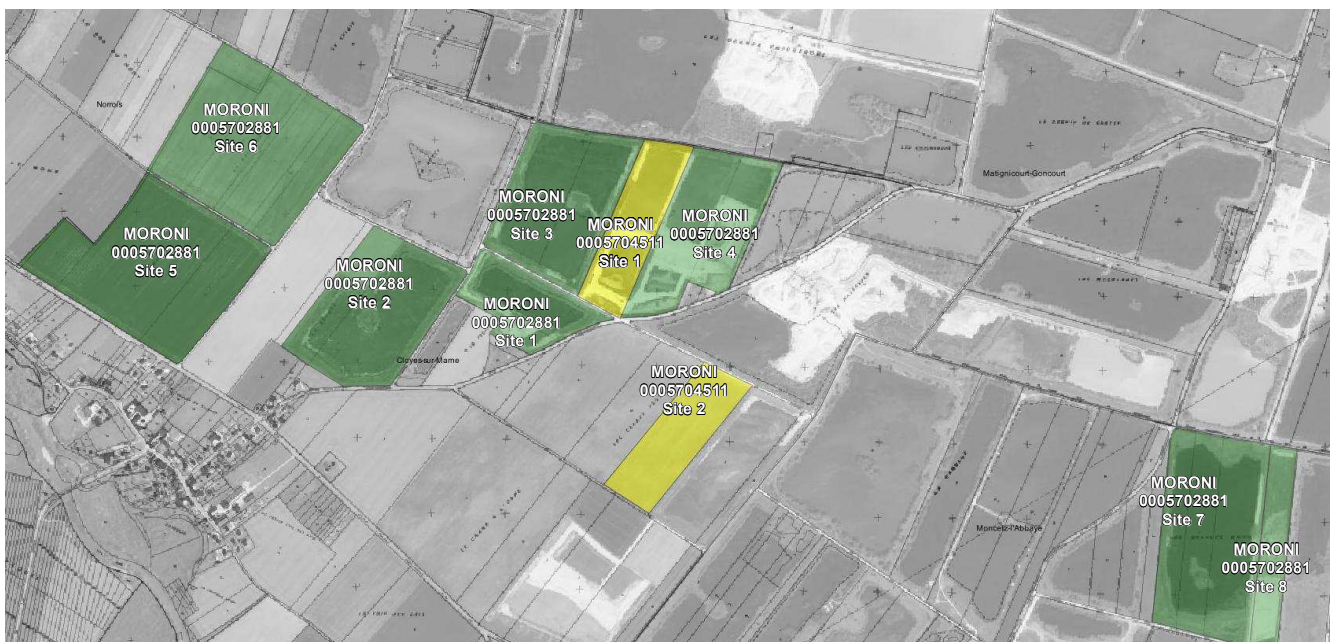 Norrois
MORONI
0005702881
Site 6
MORONI
0005702881
Site 5
MORONI
0005702881
Site 2
MORONI
0005702881
Site 3
MORONI
0005702881
Site 1
MORONI
0005704511
Site 1
MORONI
0005702881
Site 4
Matignicourt-Goncourt
Cloyes-sur-Marne
MORONI
0005704511
Site 2
MORONI
0005702881
Site 7
Moncetz-l'Abbaye
MORONI
0005702881
Site 8